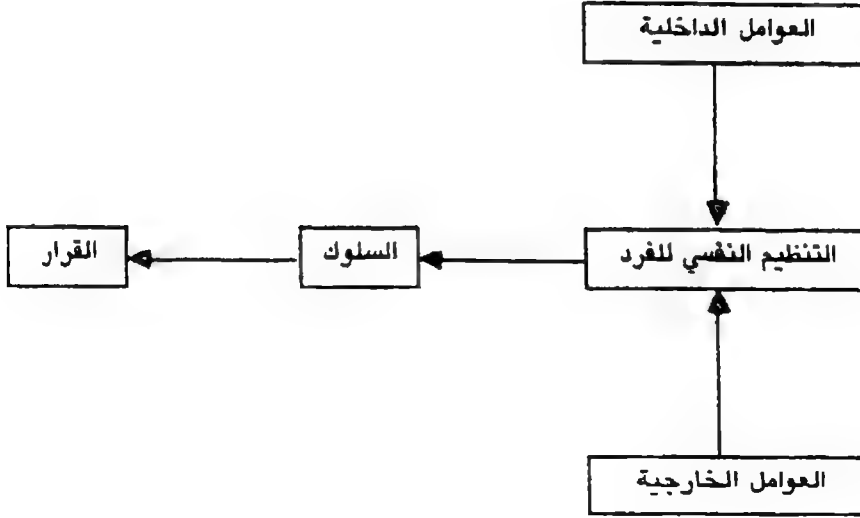 العوامل الداخلية
التنظيم النفسي للفرد
السلوك
القرار
العوامل الخارجية